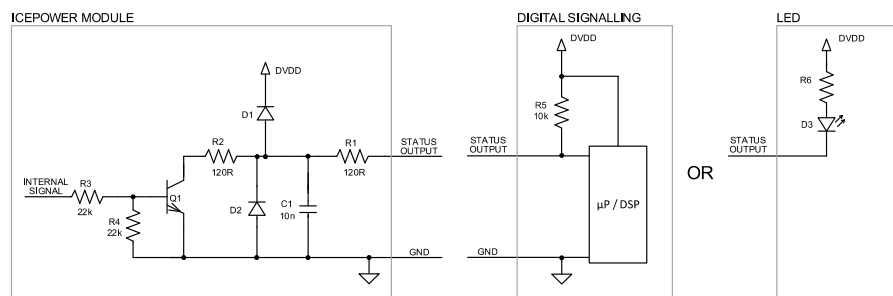 ICEPOWER MODULE
DVDD
D1
R2
120R
R1
120R
STATUS
OUTPUT
INTERNAL
SIGNAL
R3
22k
R4
22k
Q1
D2
C1
10n
GND
DIGITAL SIGNALLING
DVDD
R5
10k
STATUS
OUTPUT
µP / DSP
GND
OR
LED
DVDD
R6
D3
STATUS
OUTPUT